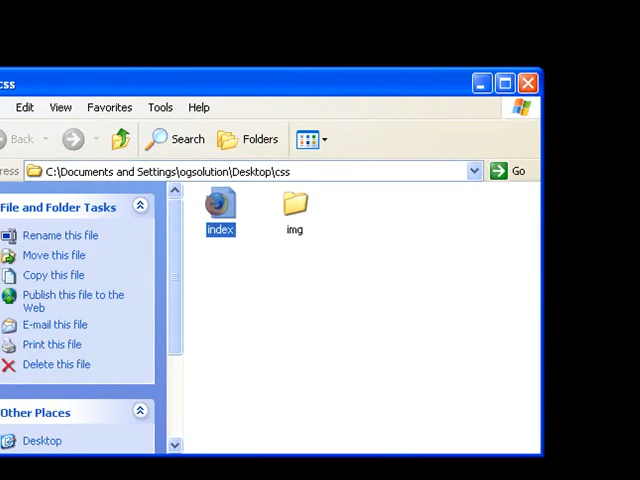 css
Edit View Favorites Tools Help
Back Search Folders
ress C:\Documents and Settings\ogsolution\Desktop\css Go
File and Folder Tasks
Rename this file
Move this file
Copy this file
Publish this file to the
Web
E-mail this file
Print this file
Delete this file
Other Places
Desktop
index
img